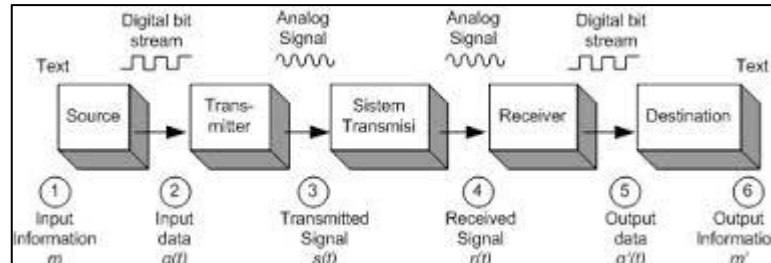 Digital bit stream
Analog Signal
Analog Signal
Digital bit stream
Text
Text
Source
Trans-
mitter
Sistem
Transmisi
Receiver
Destination
1
2
3
4
5
6
Input
Information
m
Input
data
Transmitted
Signal
s(t)
Received
Signal
r(t)
Output
data
Output
Information
m'